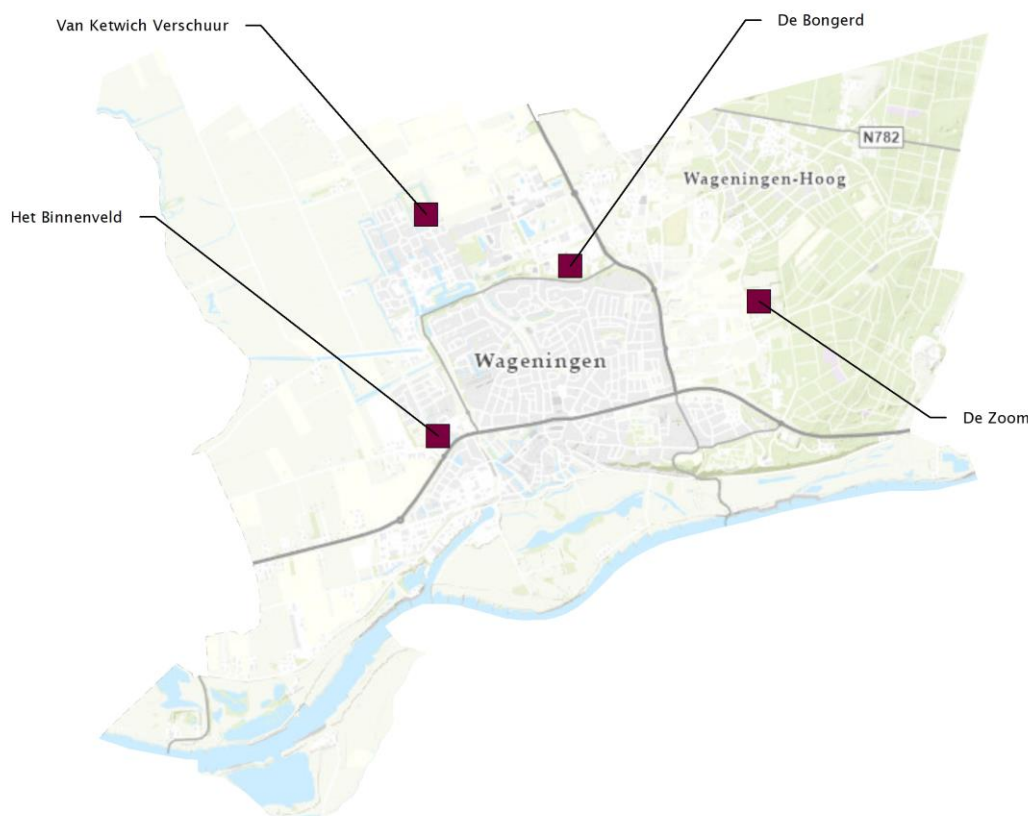 Van Ketwich Verschuur
De Bongerd
N782
Wageningen-Hoog
Het Binnenveld
Wageningen
De Zoom